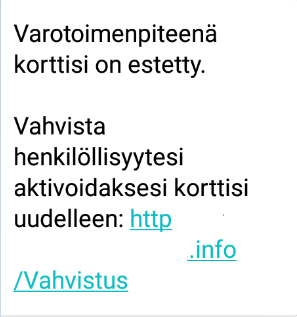 Varotoimenpiteenä
korttisi on estetty.
Vahvista
henkilöllisyytesi
aktivoidaksesi korttisi
uudelleen: http
.info
/Vahvistus